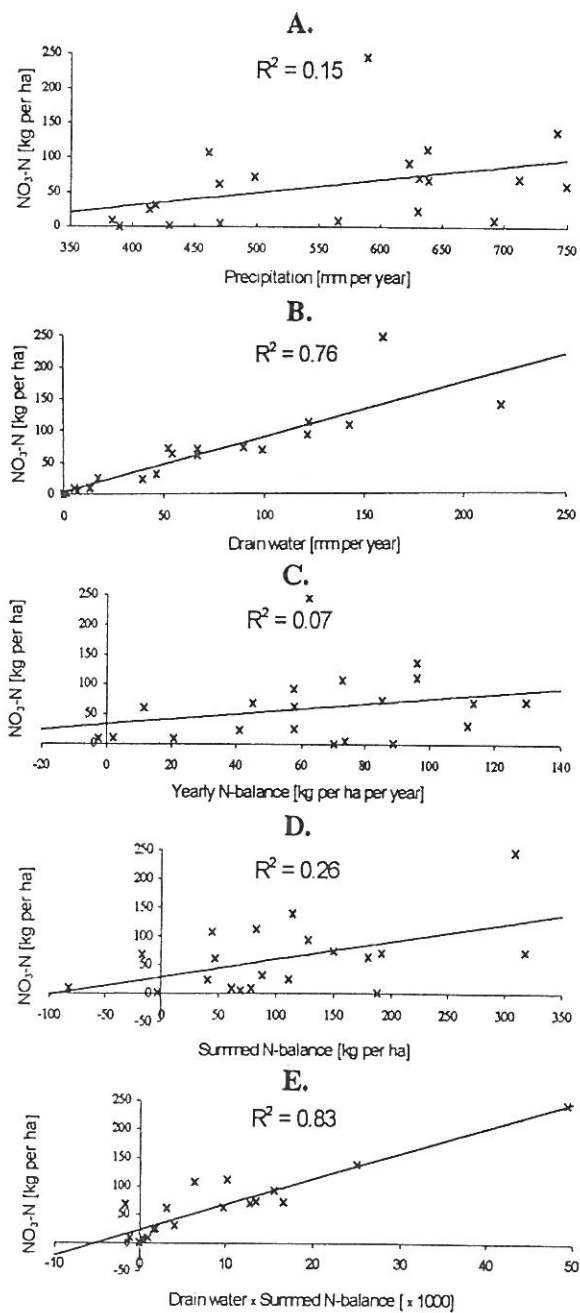 A.
R² = 0.15
NO₃-N [kg per ha]
250
200
150
100
50
0
350 400 450 500 550 600 650 700 750
Precipitation [mm per year]
B.
R² = 0.76
NO₃-N [kg per ha]
250
200
150
100
50
0
0 50 100 150 200 250
Drain water [mm per year]
C.
R² = 0.07
NO₃-N [kg per ha]
250
200
150
100
50
0
-20 0 20 40 60 80 100 120 140
Yearly N-balance [kg per ha per year]
D.
R² = 0.26
NO₃-N [kg per ha]
250
200
150
100
50
0
-50
-100 -50 0 50 100 150 200 250 300 350
Summed N-balance [kg per ha]
E.
R² = 0.83
NO₃-N [kg per ha]
250
200
150
100
50
0
-50
-10 0 10 20 30 40 50
Drain water x Summed N-balance [ x 1000]